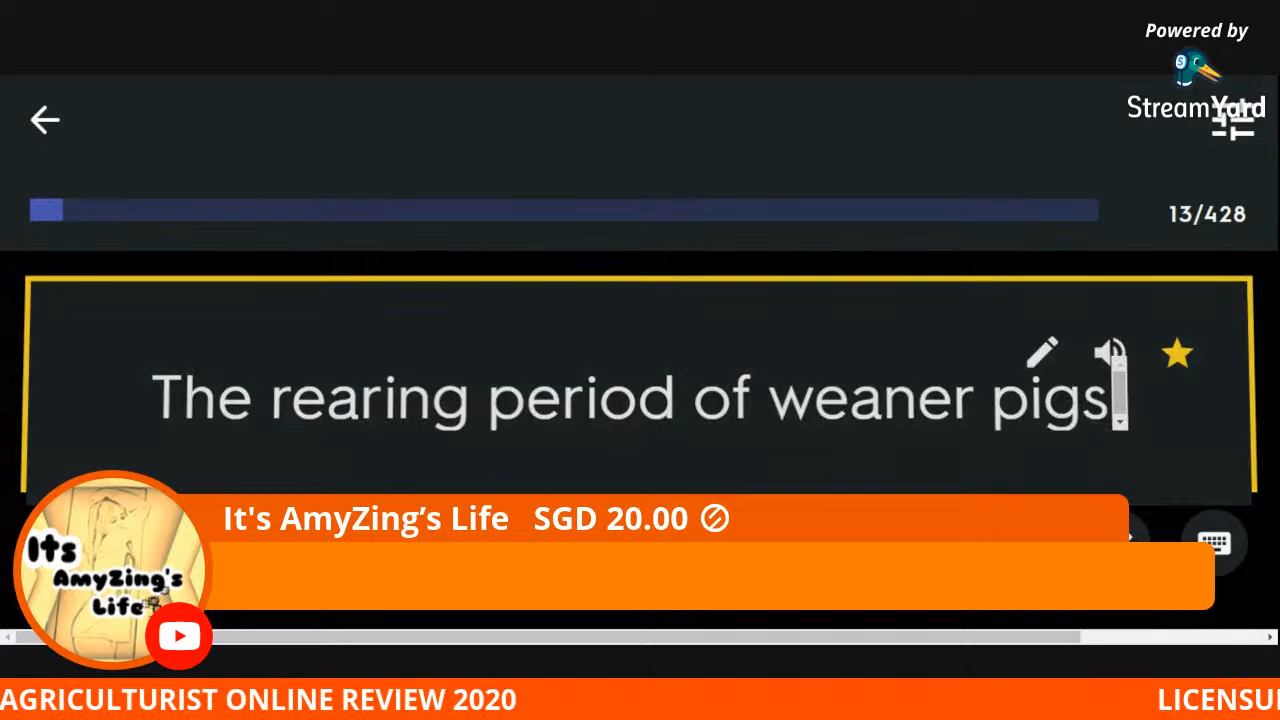 Powered by
StreamYard
13/428
The rearing period of weaner pigs
It's AmyZing’s Life SGD 20.00
Its
AmyZing's
Life
AGRICULTURIST ONLINE REVIEW 2020
LICENSU